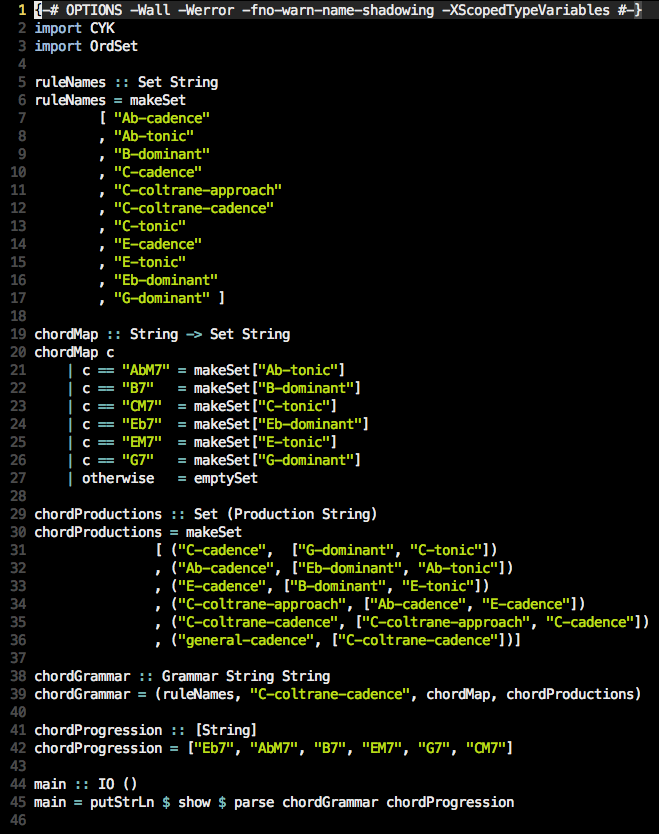 1 {-# OPTIONS -Wall -Werror -fno-warn-name-shadowing -XScopedTypeVariables #-}
2 import CYK
3 import OrdSet
4
5 ruleNames :: Set String
6 ruleNames = makeSet
7         [ "Ab-cadence"
8         , "Ab-tonic"
9         , "B-dominant"
10         , "C-cadence"
11         , "C-coltrane-approach"
12         , "C-coltrane-cadence"
13         , "C-tonic"
14         , "E-cadence"
15         , "E-tonic"
16         , "Eb-dominant"
17         , "G-dominant" ]
18
19 chordMap :: String -> Set String
20 chordMap c
21     | c == "AbM7" = makeSet["Ab-tonic"]
22     | c == "B7"   = makeSet["B-dominant"]
23     | c == "CM7"  = makeSet["C-tonic"]
24     | c == "Eb7"  = makeSet["Eb-dominant"]
25     | c == "EM7"  = makeSet["E-tonic"]
26     | c == "G7"   = makeSet["G-dominant"]
27     | otherwise   = emptySet
28
29 chordProductions :: Set (Production String)
30 chordProductions = makeSet
31                [ ("C-cadence",  ["G-dominant", "C-tonic"])
32                , ("Ab-cadence", ["Eb-dominant", "Ab-tonic"])
33                , ("E-cadence", ["B-dominant", "E-tonic"])
34                , ("C-coltrane-approach", ["Ab-cadence", "E-cadence"])
35                , ("C-coltrane-cadence", ["C-coltrane-approach", "C-cadence"])
36                , ("general-cadence", ["C-coltrane-cadence"])]
37
38 chordGrammar :: Grammar String String
39 chordGrammar = (ruleNames, "C-coltrane-cadence", chordMap, chordProductions)
40
41 chordProgression :: [String]
42 chordProgression = ["Eb7", "AbM7", "B7", "EM7", "G7", "CM7"]
43
44 main :: IO ()
45 main = putStrLn $ show $ parse chordGrammar chordProgression
46